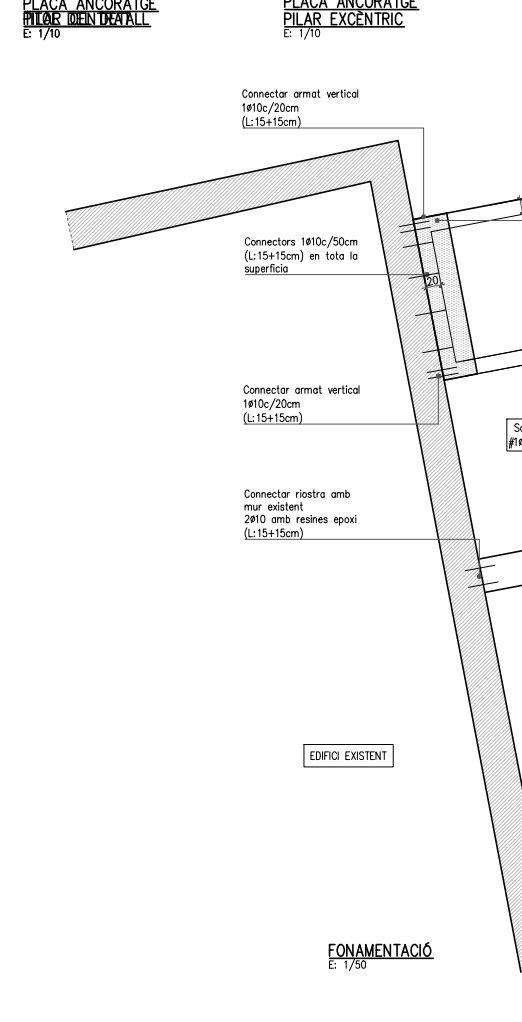 PLACA ANCORATGE
E: 1/10
PLACA ANCORATGE
PILAR EXCÈNTRIC
E: 1/10
Connectar armat vertical
1ø10c/20cm
(L:15+15cm)
Connectors 1ø10c/50cm
(L:15+15cm) en tota la
superfícia
20
Connectar armat vertical
1ø10c/20cm
(L:15+15cm)
Connectar riostra amb
mur existent
2ø10 amb resines epoxi
(L:15+15cm)
EDIFICI EXISTENT
FONAMENTACIÓ
E: 1/50